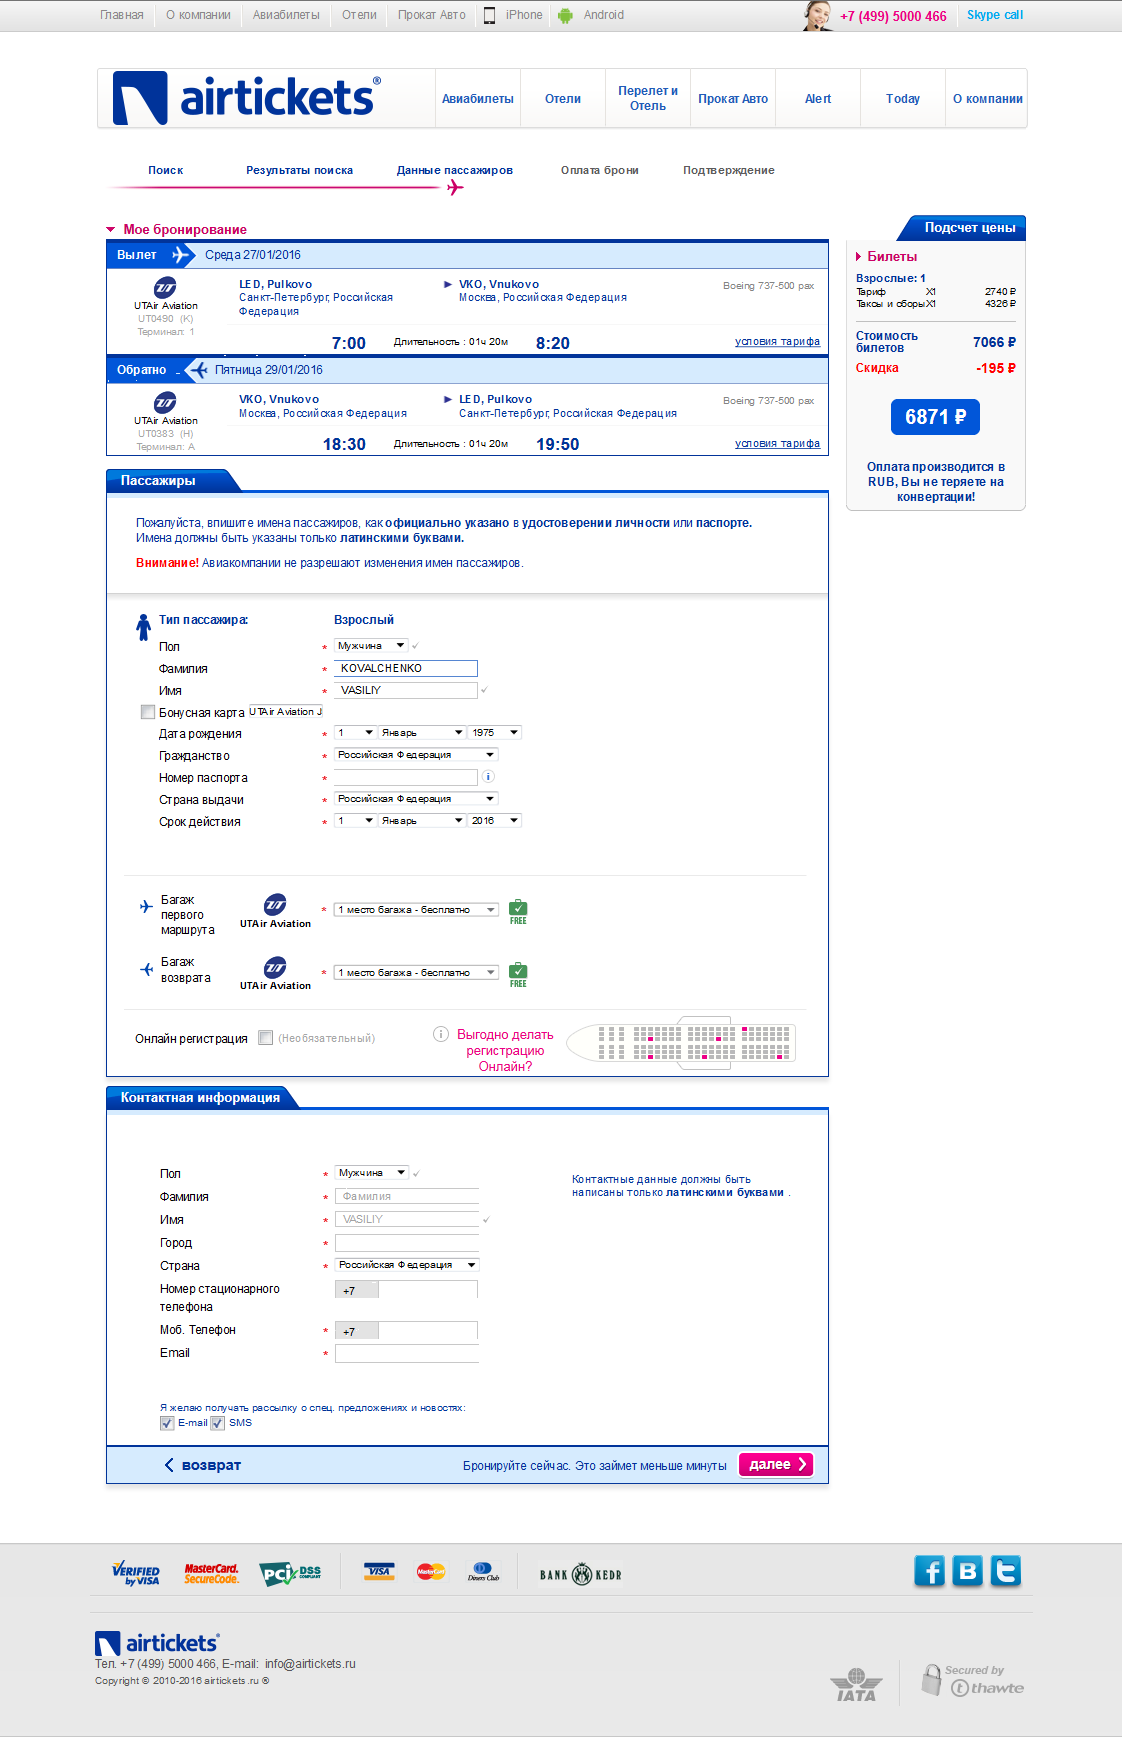 Главная О компании Авиабилеты Отели Прокат Авто iPhone Android +7 (499) 5000 466 Skype call
airtickets®
Авиабилеты Отели Перелет и Отель Прокат Авто Alert Today О компании
Поиск Результаты поиска Данные пассажиров Оплата брони Подтверждение
Мое бронирование
Вылет Среда 27/01/2016
UTAir Aviation
UT0490 (K)
Терминал: 1
LED, Pulkovo
Санкт-Петербург, Российская
Федерация
VKO, Vnukovo
Москва, Российская Федерация
Boeing 737-500 pax
7:00 Длительность : 01ч 20м 8:20 условия тарифа
Обратно Пятница 29/01/2016
UTAir Aviation
UT0383 (H)
Терминал: A
VKO, Vnukovo
Москва, Российская Федерация
LED, Pulkovo
Санкт-Петербург, Российская Федерация
Boeing 737-500 pax
18:30 Длительность : 01ч 20м 19:50 условия тарифа
Подсчет цены
Билеты
Взрослые: 1
Тариф X1 2740 ₽
Таксы и сборы X1 4326 ₽
Стоимость
билетов 7066 ₽
Скидка -195 ₽
6871 ₽
Оплата производится в
RUB, Вы не теряете на
конвертации!
Пассажиры
Пожалуйста, впишите имена пассажиров, как официально указано в удостоверении личности или паспорте.
Имена должны быть указаны только латинскими буквами.
Внимание! Авиакомпании не разрешают изменения имен пассажиров.
Тип пассажира: Взрослый
Пол * Мужчина
Фамилия * KOVALCHENKO
Имя * VASILIY
Бонусная карта UTAir Aviation J
Дата рождения * 1 Январь 1975
Гражданство * Российская Федерация
Номер паспорта *
Страна выдачи * Российская Федерация
Срок действия * 1 Январь 2016
Багаж
первого
маршрута
UTAir Aviation * 1 место багажа - бесплатно FREE
Багаж
возврата
UTAir Aviation * 1 место багажа - бесплатно FREE
Онлайн регистрация (Необязательный)
Выгодно делать
регистрацию
Онлайн?
Контактная информация
Пол * Мужчина
Фамилия * Фамилия
Имя * VASILIY
Город *
Страна * Российская Федерация
Номер стационарного
телефона +7
Моб. Телефон * +7
Email *
Контактные данные должны быть
написаны только латинскими буквами .
Я желаю получать рассылку о спец. предложениях и новостях:
E-mail SMS
возврат Бронируйте сейчас. Это займет меньше минуты далее
VERIFIED by VISA MasterCard. SecureCode. PCI DSS COMPLIANT VISA MasterCard Diners Club BANK KEDR
airtickets®
Тел. +7 (499) 5000 466, E-mail: info@airtickets.ru
Copyright © 2010-2016 airtickets.ru ®
IATA
Secured by
thawte